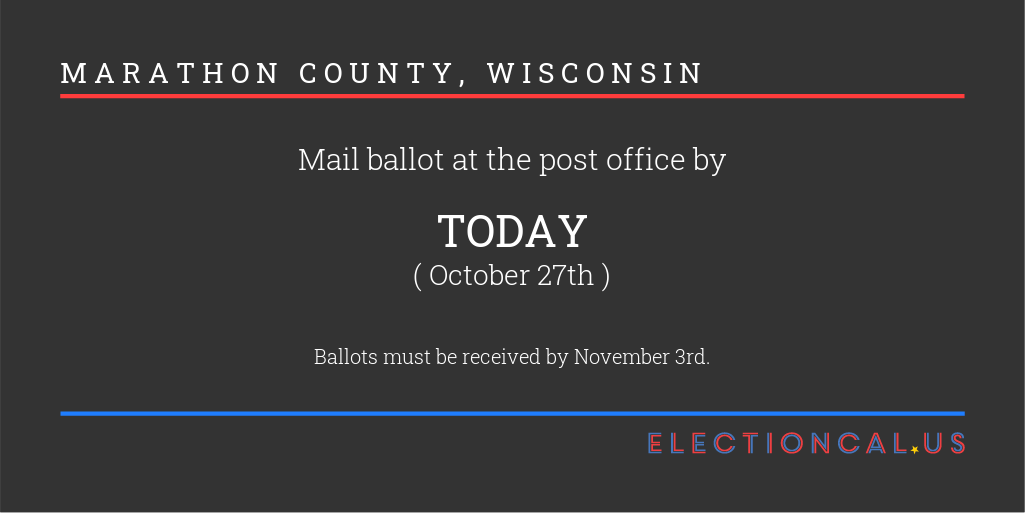 MARATHON COUNTY, WISCONSIN
Mail ballot at the post office by
TODAY
( October 27th )
Ballots must be received by November 3rd.
ELECTIONCAL.US